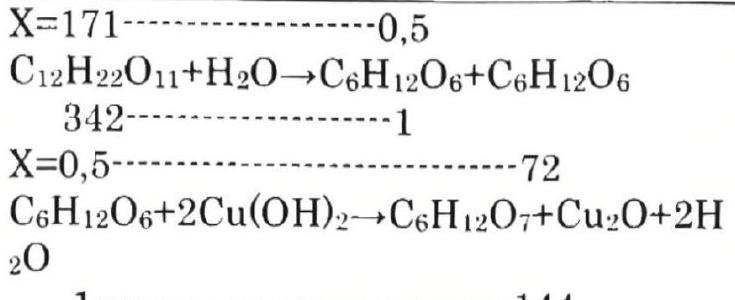 X=171---------------------0,5
C₁₂H₂₂O₁₁+H₂O→C₆H₁₂O₆+C₆H₁₂O₆
342---------------------1
X=0,5---------------------------------72
C₆H₁₂O₆+2Cu(OH)₂→C₆H₁₂O₇+Cu₂O+2H
₂O